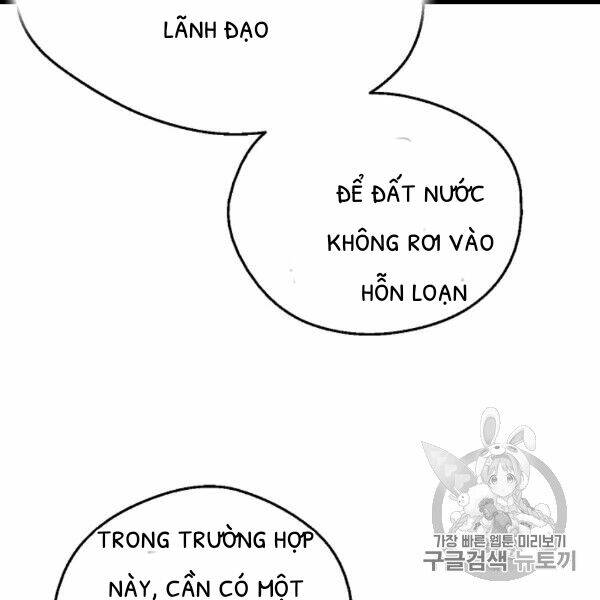 LÃNH ĐẠO
ĐỂ ĐẤT NƯỚC
KHÔNG RƠI VÀO
HỖN LOẠN
가장 빠른 웹툰 미리보기
구글검색 뉴토끼
TRONG TRƯỜNG HỢP
NÀY, CẦN CÓ MỘT